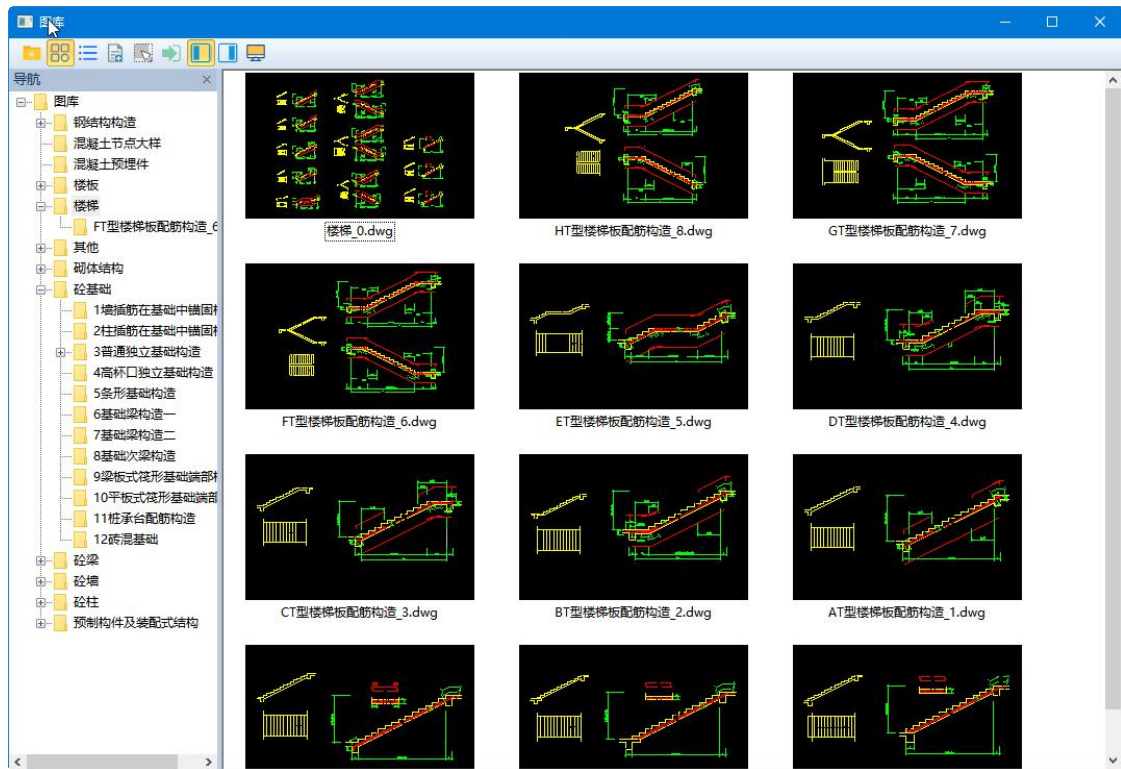 图库
导航
图库
钢结构构造
混凝土节点大样
混凝土预埋件
楼板
楼梯
FT型楼梯板配筋构造_6
其他
砌体结构
砼基础
1墙插筋在基础中锚固
2柱插筋在基础中锚固
3普通独立基础构造
4高杯口独立基础构造
5条形基础构造
6基础梁构造一
7基础梁构造二
8基础次梁构造
9梁板式筏形基础端部
10平板式筏形基础端部
11桩承台配筋构造
12砖混基础
砼梁
砼墙
砼柱
预制构件及装配式结构
楼梯_0.dwg
HT型楼梯板配筋构造_8.dwg
GT型楼梯板配筋构造_7.dwg
FT型楼梯板配筋构造_6.dwg
ET型楼梯板配筋构造_5.dwg
DT型楼梯板配筋构造_4.dwg
CT型楼梯板配筋构造_3.dwg
BT型楼梯板配筋构造_2.dwg
AT型楼梯板配筋构造_1.dwg